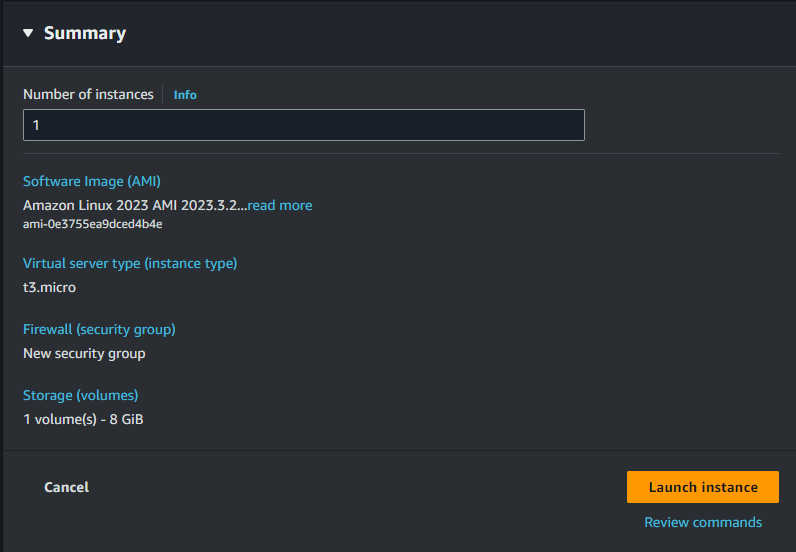 Summary
Number of instances Info
1
Software Image (AMI)
Amazon Linux 2023 AMI 2023.3.2...read more
ami-0e3755ea9dced4b4e
Virtual server type (instance type)
t3.micro
Firewall (security group)
New security group
Storage (volumes)
1 volume(s) - 8 GiB
Cancel
Launch instance
Review commands